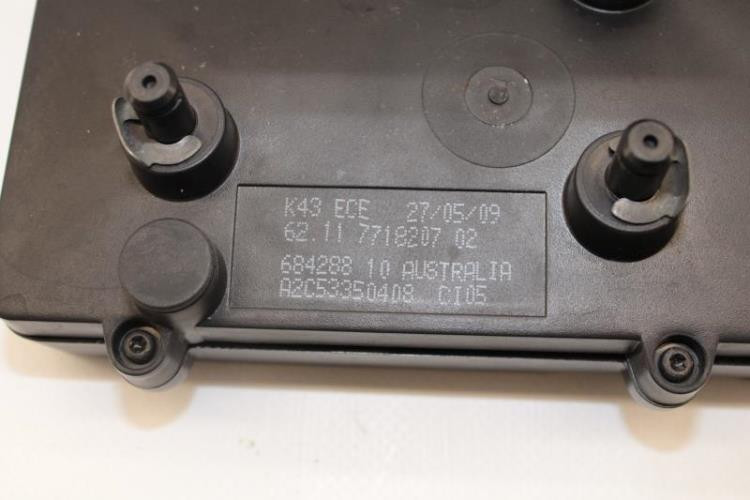 K43 ECE 27/05/09
62.11 7718207 02
684288 10 AUSTRALIA
A2C53350408 CI05